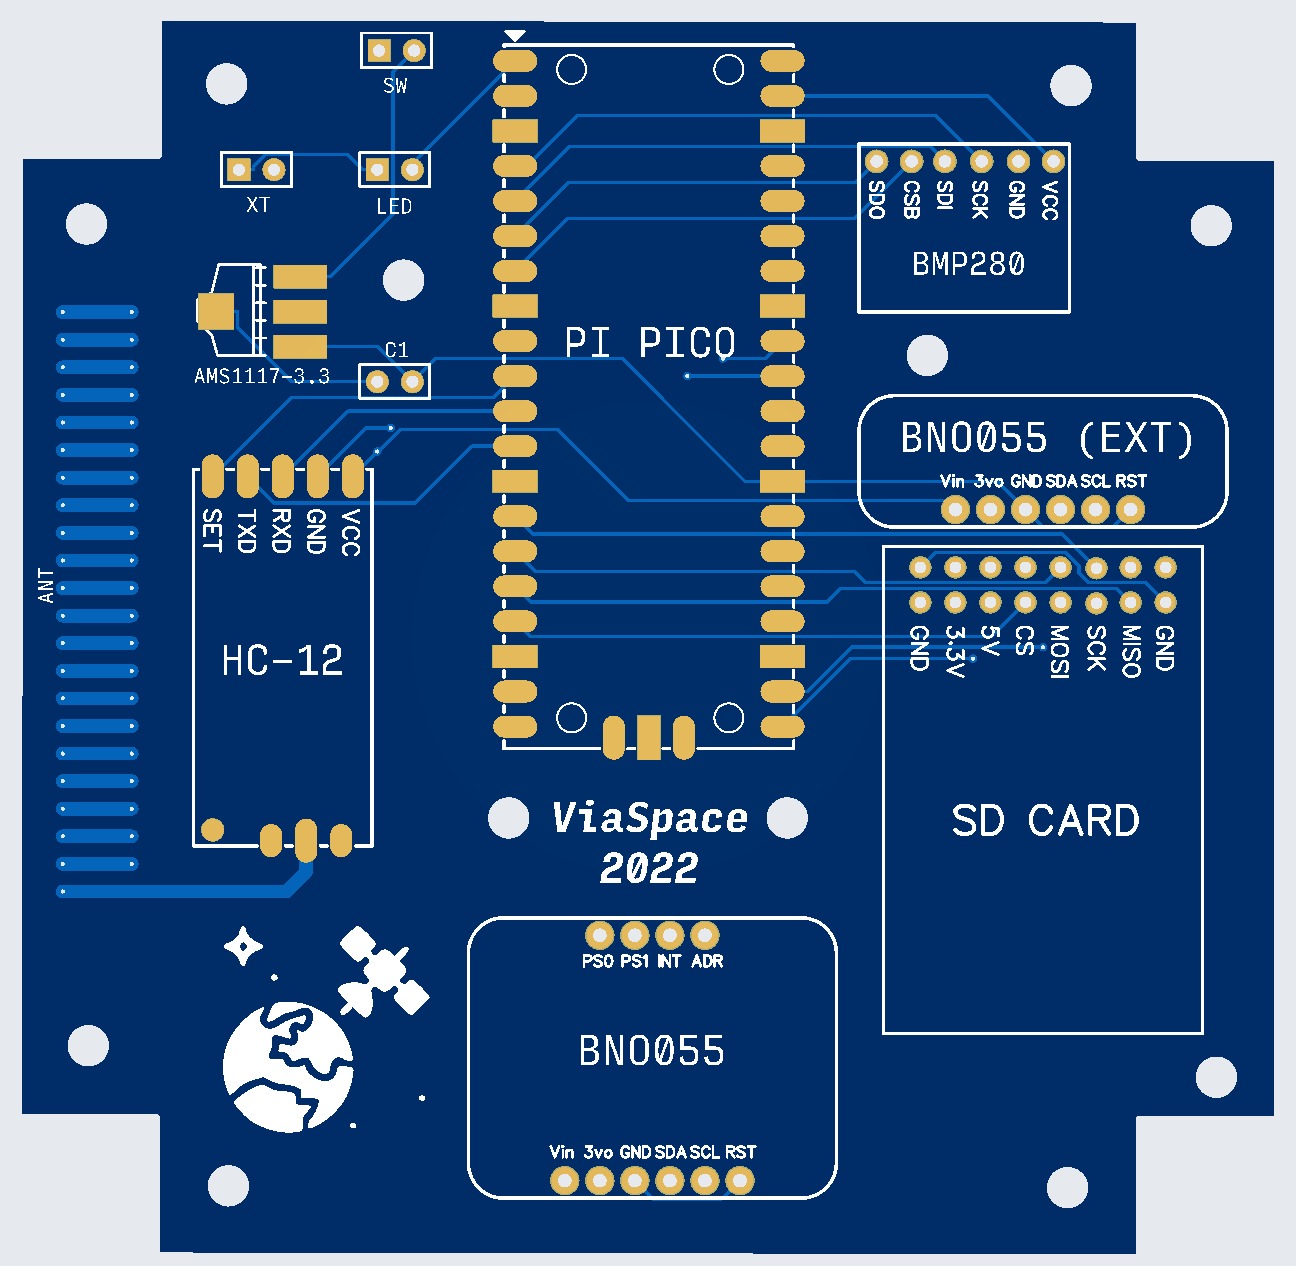 SW
XT
LED
SDO CSB SDI SCK GND VCC
BMP280
PI PICO
C1
AMS1117-3.3
BNO055 (EXT)
Vin 3vo GND SDA SCL RST
SET TXD RXD GND VCC
ANT
HC-12
GND 3.3V 5V CS MOSI SCK MISO GND
SD CARD
ViaSpace
2022
PS0 PS1 INT ADR
BNO055
Vin 3vo GND SDA SCL RST